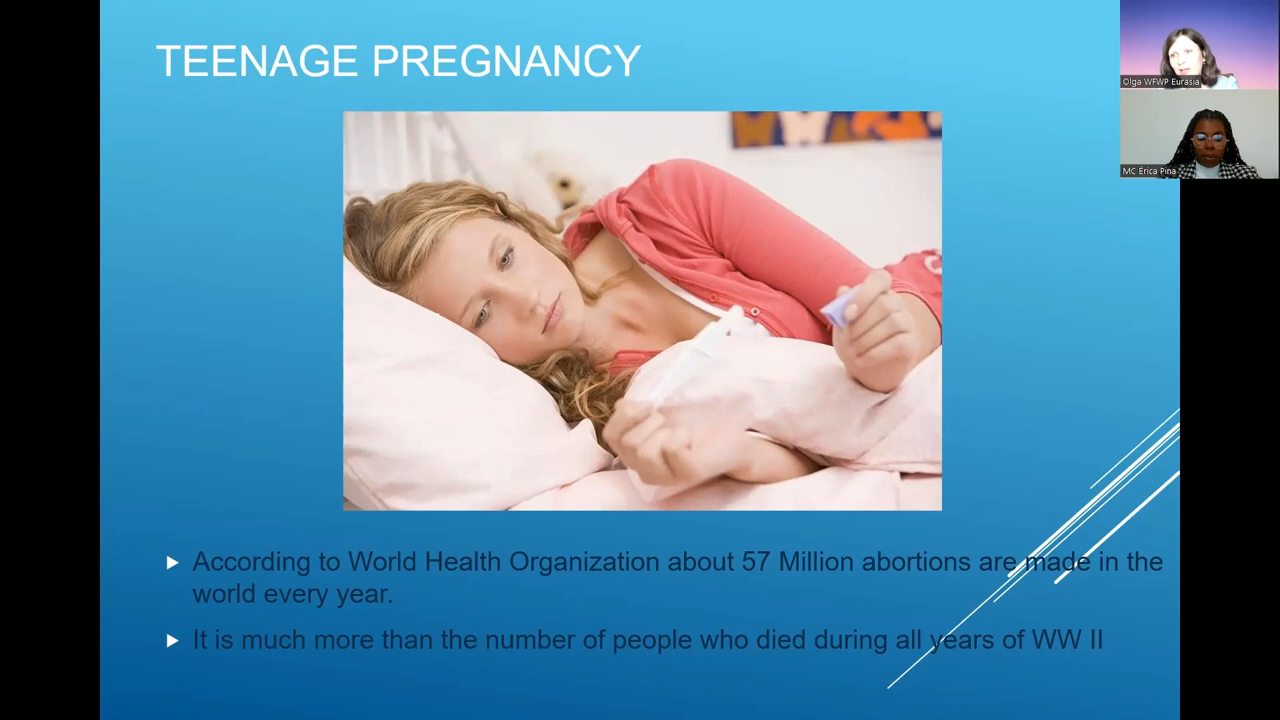 TEENAGE PREGNANCY
Olga WFWP Eurasia
MC Érica Pina
According to World Health Organization about 57 Million abortions are made in the
world every year.
It is much more than the number of people who died during all years of WW II